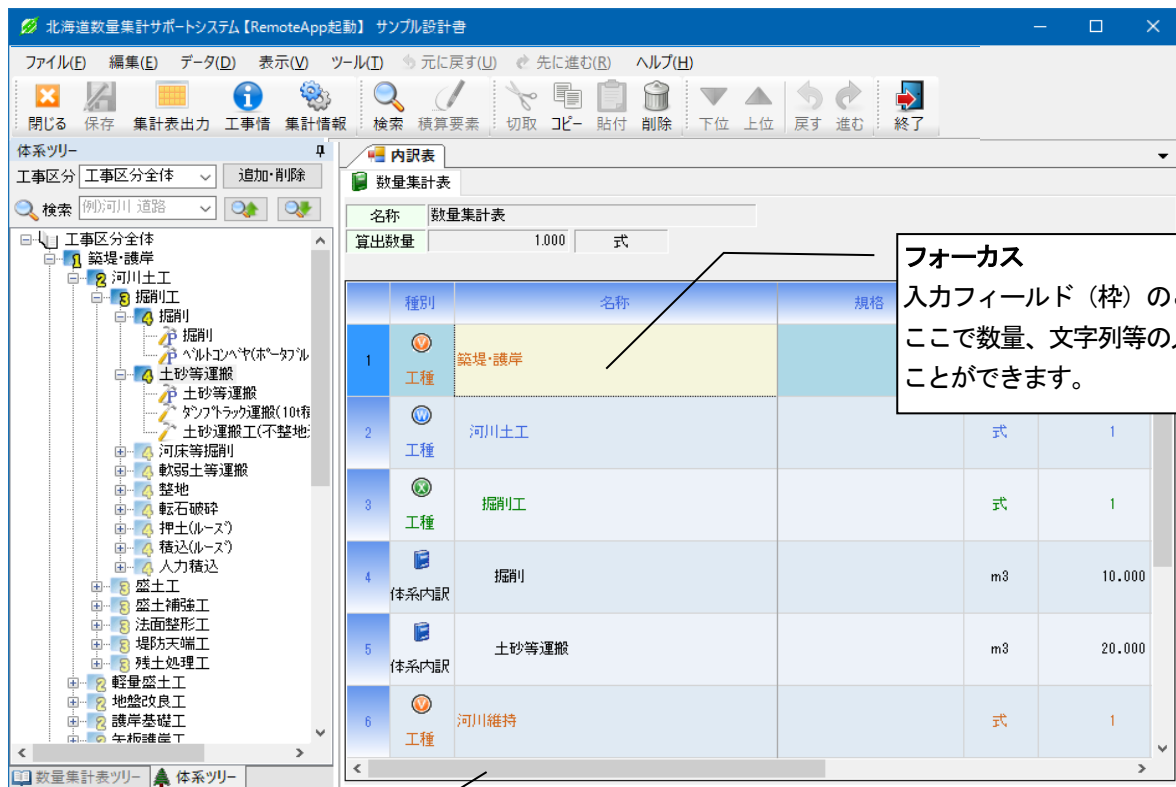 北海道数量集計サポートシステム【RemoteApp起動】 サンプル設計書
ファイル(F) 編集(E) データ(D) 表示(V) ツール(T) 元に戻す(U) 先に進む(R) ヘルプ(H)
閉じる 保存 集計表出力 工事情 集計情報 検索 積算要素 切取 コピー 貼付 削除 下位 上位 戻す 進む 終了
体系ツリー
工事区分 工事区分全体 追加・削除
検索 例)河川 道路
工事区分全体
1 築堤・護岸
2 河川土工
3 掘削工
4 掘削
P 掘削
P ベルトコンベヤ(ポータブル
4 土砂等運搬
P 土砂等運搬
ダンプトラック運搬(10t積
土砂運搬工(不整地
4 河床等掘削
4 軟弱土等運搬
4 整地
4 転石破砕
4 押土(ルーズ)
4 積込(ルーズ)
4 人力積込
3 盛土工
3 盛土補強工
3 法面整形工
3 堤防天端工
3 残土処理工
2 軽量盛土工
2 地盤改良工
2 護岸基礎工
2 矢板護岸工
数量集計表ツリー 体系ツリー
内訳表
数量集計表
名称 数量集計表
算出数量 1.000 式
種別 名称 規格
1 V 工種 築堤・護岸
2 W 工種 河川土工 式 1
3 X 工種 掘削工 式 1
4 体系内訳 掘削 m3 10.000
5 体系内訳 土砂等運搬 m3 20.000
6 V 工種 河川維持 式 1
フォーカス
入力フィールド（枠）の
ここで数量、文字列等の
ことができます。